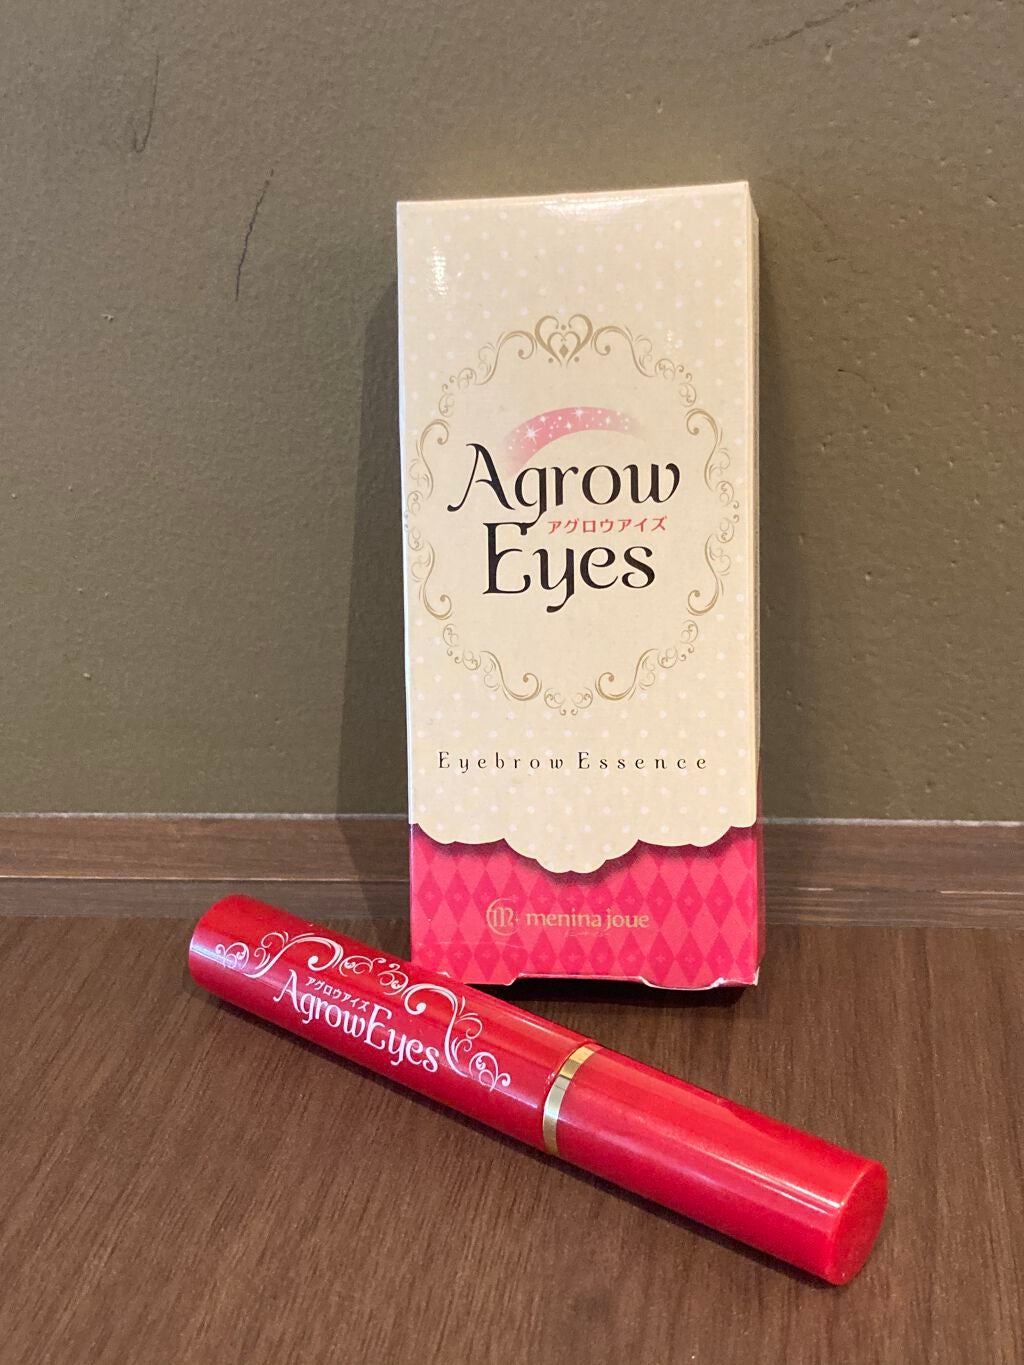 Agrow
アグロウアイズ
Eyes
Eyebrow Essence
m menina joue
アグロウアイズ
AgrowEyes